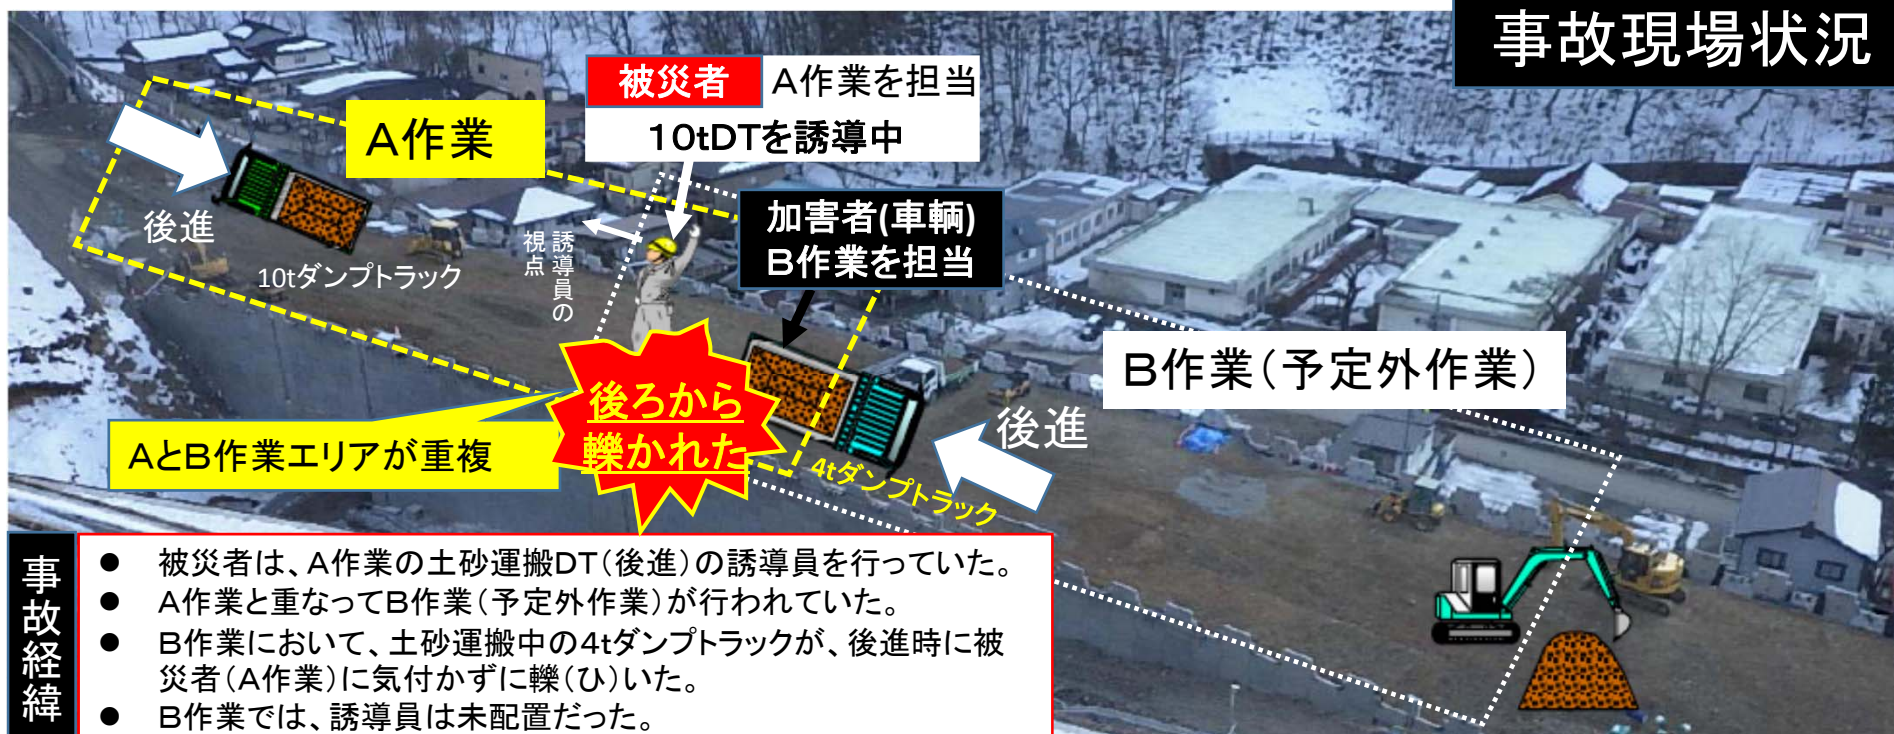 事故現場状況
被災者 A作業を担当
10tDTを誘導中
A作業
後進
10tダンプトラック
誘導員の
視点
加害者(車輌)
B作業を担当
B作業(予定外作業)
後ろから
轢かれた
AとB作業エリアが重複
後進
4tダンプトラック
事故経緯
● 被災者は、A作業の土砂運搬DT(後進)の誘導員を行っていた。
● A作業と重なってB作業(予定外作業)が行われていた。
● B作業において、土砂運搬中の4tダンプトラックが、後進時に被
災者(A作業)に気付かずに轢(ひ)いた。
● B作業では、誘導員は未配置だった。